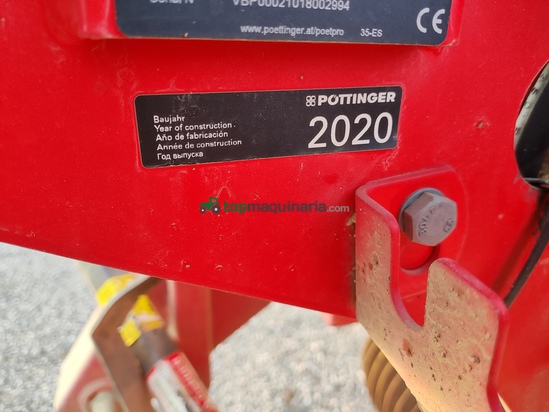 VBP00021018002994
www.poettinger.at/poetpro 35-ES
CE
PÖTTINGER
Baujahr
Year of construction
Año de fabricación
Année de construction
Год выпуска
2020
topmaquinaria.com